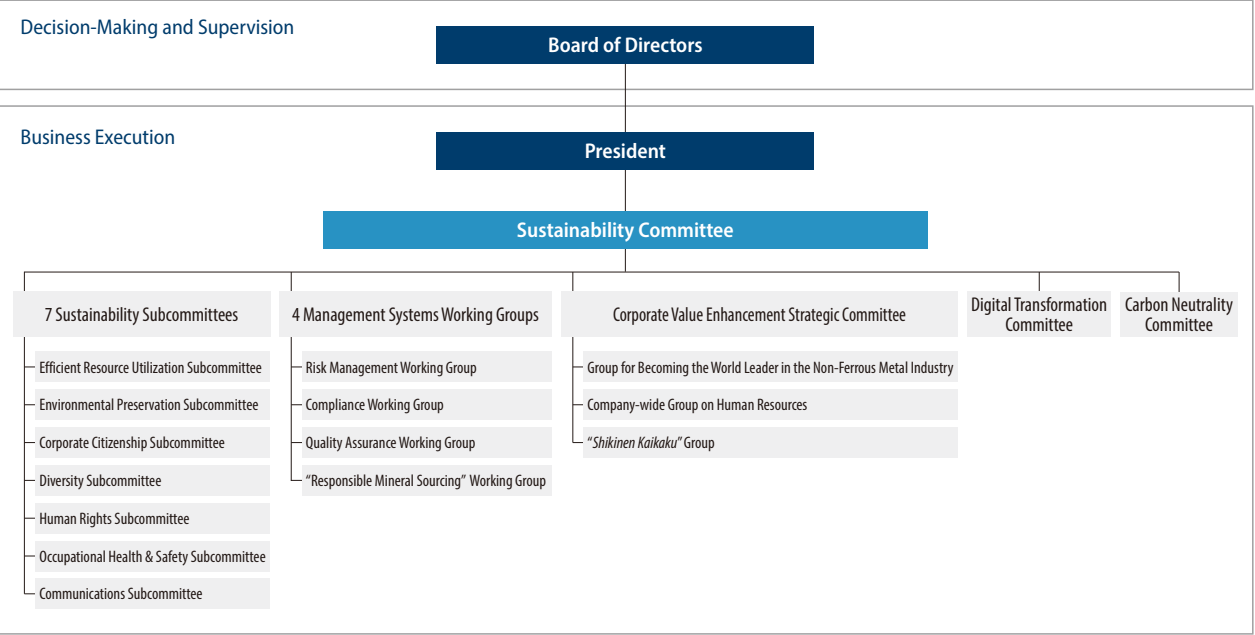 Decision-Making and Supervision
Board of Directors
Business Execution
President
Sustainability Committee
7 Sustainability Subcommittees
Efficient Resource Utilization Subcommittee
Environmental Preservation Subcommittee
Corporate Citizenship Subcommittee
Diversity Subcommittee
Human Rights Subcommittee
Occupational Health & Safety Subcommittee
Communications Subcommittee
4 Management Systems Working Groups
Risk Management Working Group
Compliance Working Group
Quality Assurance Working Group
“Responsible Mineral Sourcing” Working Group
Corporate Value Enhancement Strategic Committee
Group for Becoming the World Leader in the Non-Ferrous Metal Industry
Company-wide Group on Human Resources
“Shikinen Kaikaku” Group
Digital Transformation
Committee
Carbon Neutrality
Committee